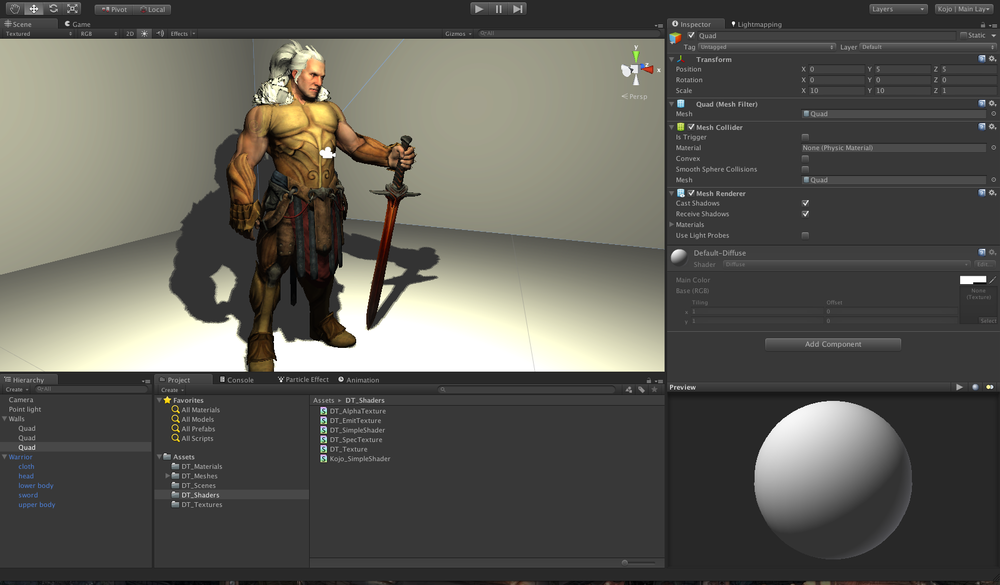 Pivot Local
Layers Kojo | Main Lay
Scene Game
Textured RGB 2D Effects Gizmos All
y
x
z
Persp
Inspector Lightmapping
Quad Static
Tag Untagged Layer Default
Transform
Position X 0 Y 5 Z 5
Rotation X 0 Y 0 Z 0
Scale X 10 Y 10 Z 1
Quad (Mesh Filter)
Mesh Quad
Mesh Collider
Is Trigger
Material None (Physic Material)
Convex
Smooth Sphere Collisions
Mesh Quad
Mesh Renderer
Cast Shadows
Receive Shadows
Materials
Use Light Probes
Default-Diffuse
Shader Diffuse Edit...
Main Color
Base (RGB) None
(Texture)
Tiling Offset
x 1 0
y 1 0 Select
Add Component
Preview
Hierarchy
Create All
Camera
Point light
Walls
Quad
Quad
Quad
Warrior
cloth
head
lower body
sword
upper body
Project Console Particle Effect Animation
Create
Favorites
All Materials
All Models
All Prefabs
All Scripts
Assets
DT_Materials
DT_Meshes
DT_Scenes
DT_Shaders
DT_Textures
Assets DT_Shaders
DT_AlphaTexture
DT_EmitTexture
DT_SimpleShader
DT_SpecTexture
DT_Texture
Kojo_SimpleShader